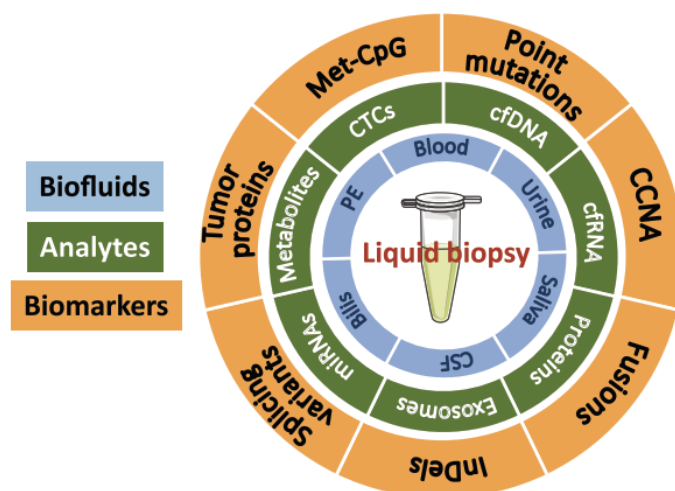 Biofluids
Analytes
Biomarkers
Met-CpG
Point
mutations
CCNA
Fusions
InDels
Splicing
variants
Tumor
proteins
CTCs
cfDNA
cfRNA
Proteins
Exosomes
miRNAs
Metabolites
Blood
Urine
Saliva
CSF
Bilis
PE
Liquid biopsy